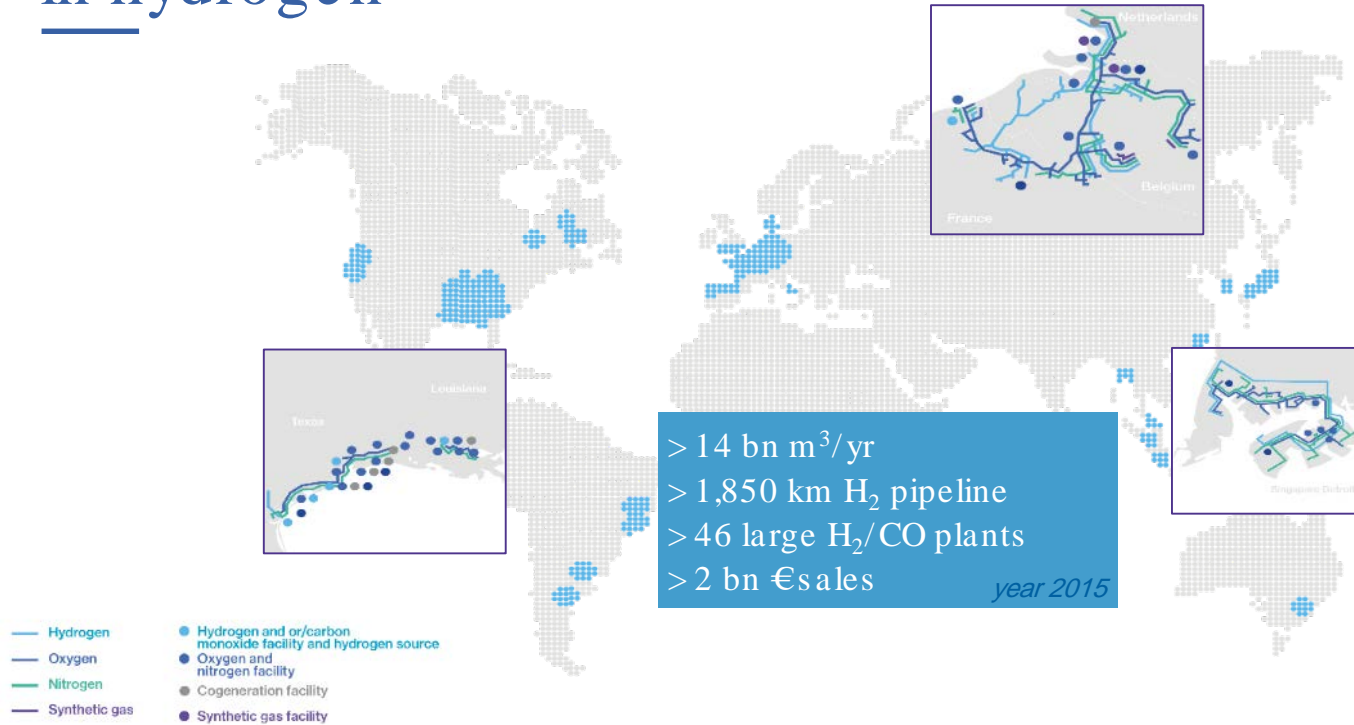 in hydrogen
Netherlands
Belgium
France
Louisiana
Texas
> 14 bn m³/yr
> 1,850 km H₂ pipeline
> 46 large H₂/CO plants
> 2 bn € sales
year 2015
Hydrogen
Oxygen
Nitrogen
Synthetic gas
Hydrogen and or/carbon
monoxide facility and hydrogen source
Oxygen and
nitrogen facility
Cogeneration facility
Synthetic gas facility